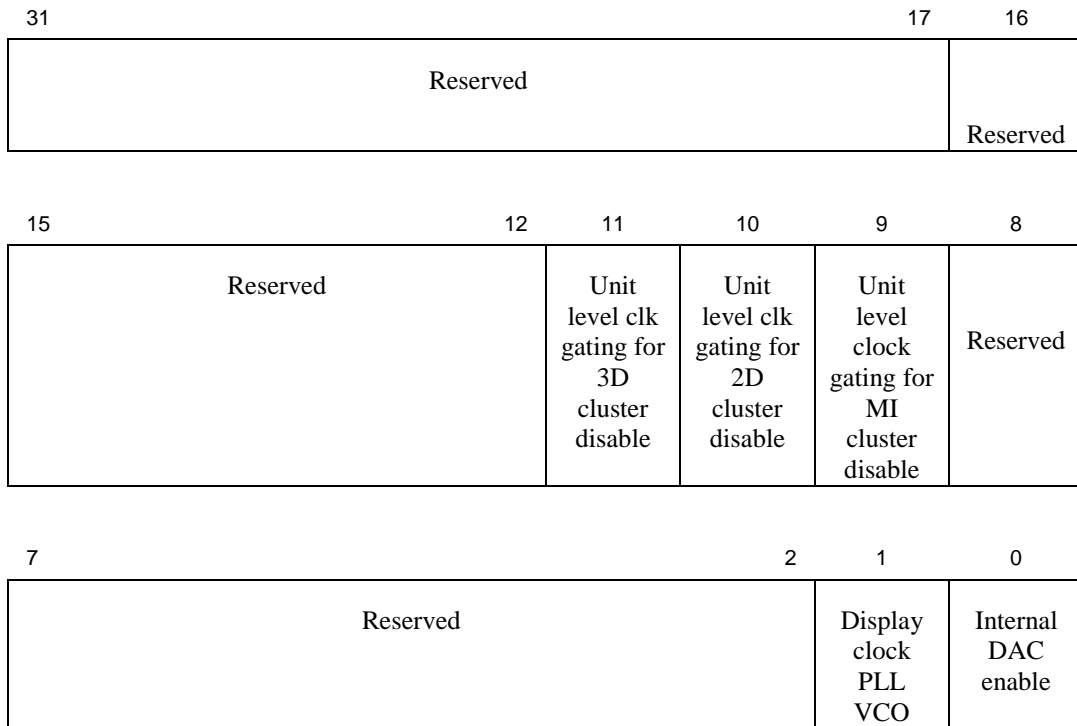 31 17 16
Reserved
Reserved
15 12 11 10 9 8
Reserved
Unit
level clk
gating for
3D
cluster
disable
Unit
level clk
gating for
2D
cluster
disable
Unit
level
clock
gating for
MI
cluster
disable
Reserved
7 2 1 0
Reserved
Display
clock
PLL
VCO
Internal
DAC
enable